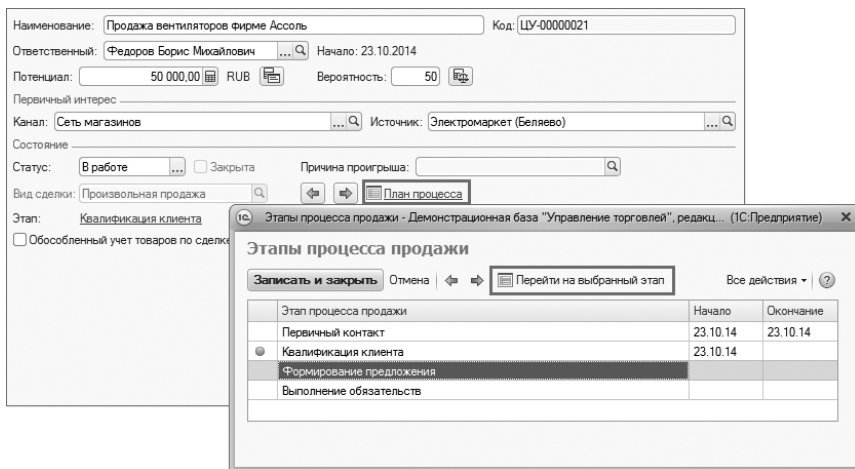 Наименование: Продажа вентиляторов фирме Ассоль Код: ЦУ-00000021
Ответственный: Федоров Борис Михайлович ... Начало: 23.10.2014
Потенциал: 50 000,00 RUB Вероятность: 50
Первичный интерес
Канал: Сеть магазинов ... Источник: Электромаркет (Беляево) ...
Состояние
Статус: В работе ... Закрыта Причина проигрыша:
Вид сделки: Произвольная продажа План процесса
Этап: Квалификация клиента
Обособленный учет товаров по сделке
1С Этапы процесса продажи - Демонстрационная база "Управление торговлей", редакц... (1С:Предприятие) x
Этапы процесса продажи
Записать и закрыть Отмена Перейти на выбранный этап Все действия ?
Этап процесса продажи Начало Окончание
Первичный контакт 23.10.14 23.10.14
Квалификация клиента 23.10.14
Формирование предложения
Выполнение обязательств